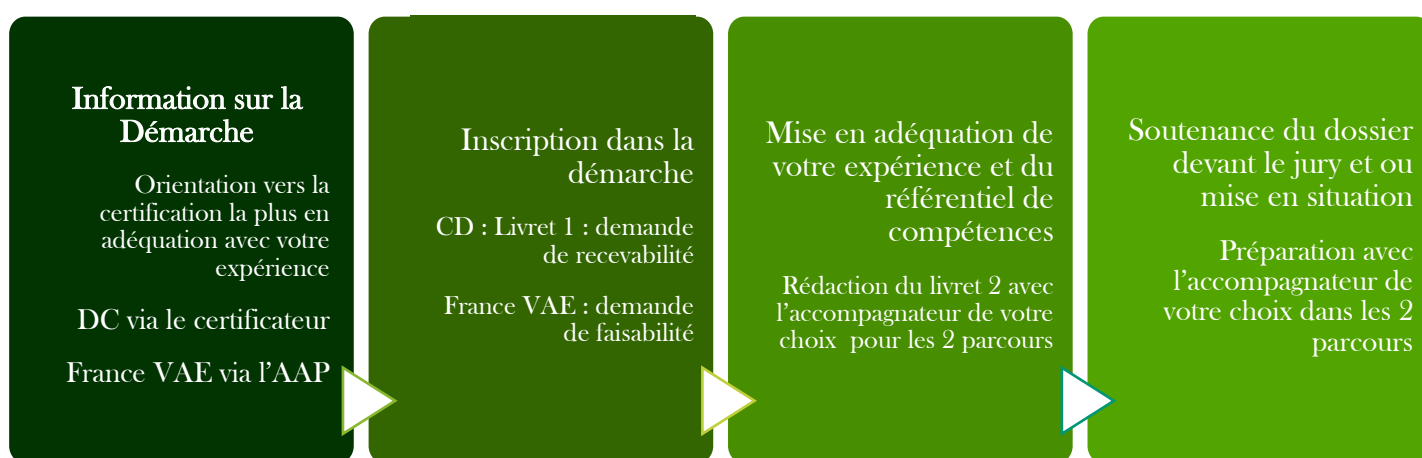 Information sur la
Démarche
Orientation vers la
certification la plus en
adéquation avec votre
expérience
DC via le certificateur
France VAE via l’AAP
Inscription dans la
démarche
CD : Livret 1 : demande
de recevabilité
France VAE : demande
de faisabilité
Mise en adéquation de
votre expérience et du
référentiel de
compétences
Rédaction du livret 2 avec
l’accompagnateur de votre
choix  pour les 2 parcours
Soutenance du dossier
devant le jury et ou
mise en situation
Préparation avec
l’accompagnateur de
votre choix dans les 2
parcours